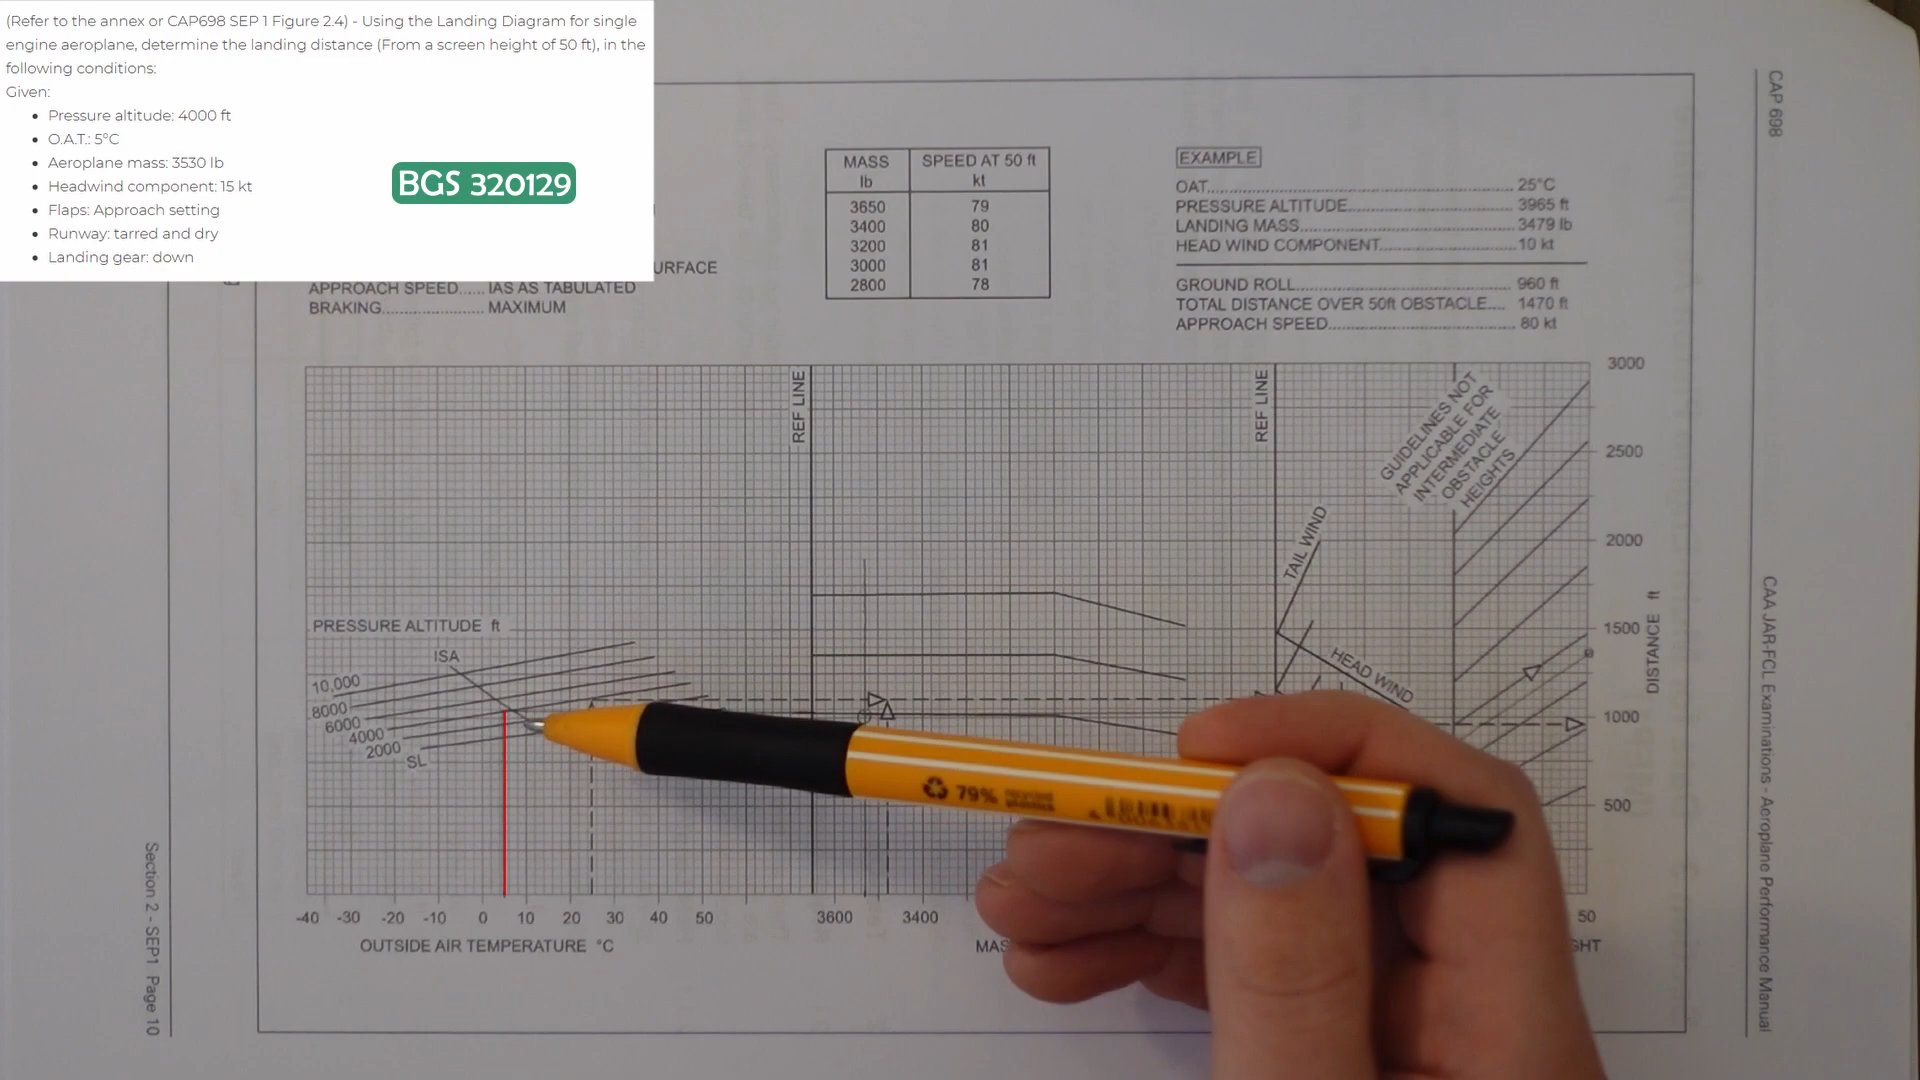 (Refer to the annex or CAP698 SEP 1 Figure 2.4) - Using the Landing Diagram for single
engine aeroplane, determine the landing distance (From a screen height of 50 ft), in the
following conditions:
Given:
• Pressure altitude: 4000 ft
• O.A.T.: 5°C
• Aeroplane mass: 3530 lb
• Headwind component: 15 kt
• Flaps: Approach setting
• Runway: tarred and dry
• Landing gear: down
BGS 320129
URFACE
APPROACH SPEED...... IAS AS TABULATED
BRAKING....................... MAXIMUM
MASS lb SPEED AT 50 ft kt
3650 79
3400 80
3200 81
3000 81
2800 78
EXAMPLE
OAT.................... 25°C
PRESSURE ALTITUDE.................... 3965 ft
LANDING MASS.................... 3479 lb
HEAD WIND COMPONENT.................... 10 kt
GROUND ROLL.................... 960 ft
TOTAL DISTANCE OVER 50ft OBSTACLE.... 1470 ft
APPROACH SPEED.................... 80 kt
REF LINE
REF LINE
GUIDELINES NOT
APPLICABLE FOR
INTERMEDIATE
OBSTACLE
HEIGHTS
TAIL WIND
HEAD WIND
PRESSURE ALTITUDE ft
ISA
10,000
8000
6000
4000
2000
SL
3000
2500
2000
1500
1000
500
DISTANCE ft
-40 -30 -20 -10 0 10 20 30 40 50 3600 3400 50
OUTSIDE AIR TEMPERATURE °C
MAS
GHT
79%
CAP 698
CAA JAR-FCL Examinations - Aeroplane Performance Manual
Section 2 - SEP1 Page 10